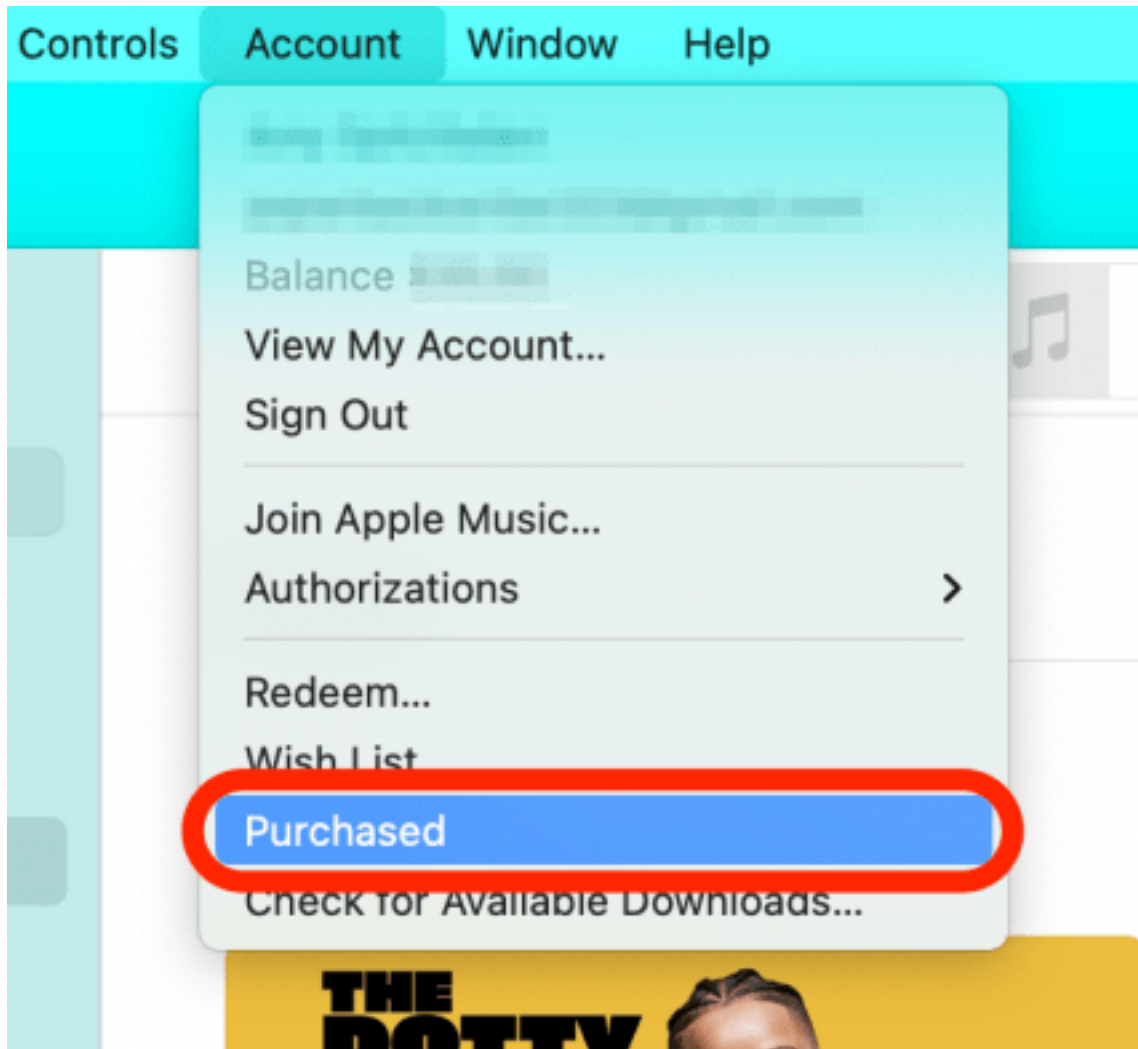 Controls Account Window Help
Balance
View My Account...
Sign Out
Join Apple Music...
Authorizations
Redeem...
Wish List
Purchased
Check for Available Downloads...
THE
DOTTY